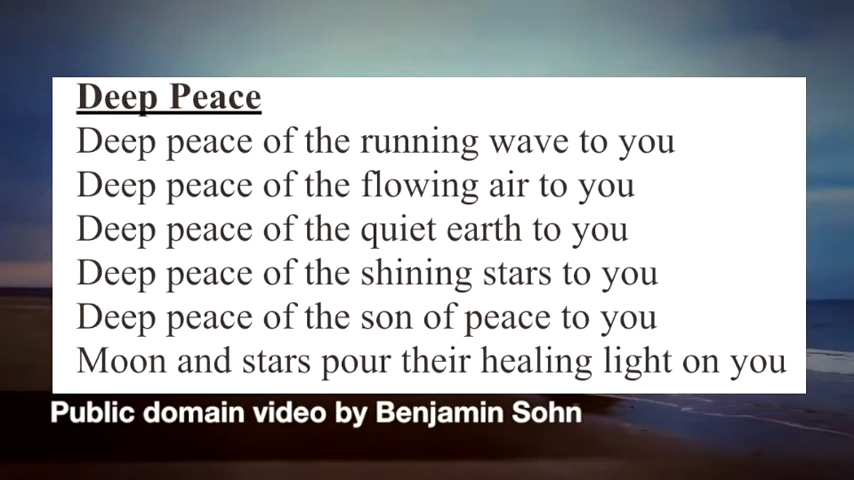 Deep Peace
Deep peace of the running wave to you
Deep peace of the flowing air to you
Deep peace of the quiet earth to you
Deep peace of the shining stars to you
Deep peace of the son of peace to you
Moon and stars pour their healing light on you
Public domain video by Benjamin Sohn